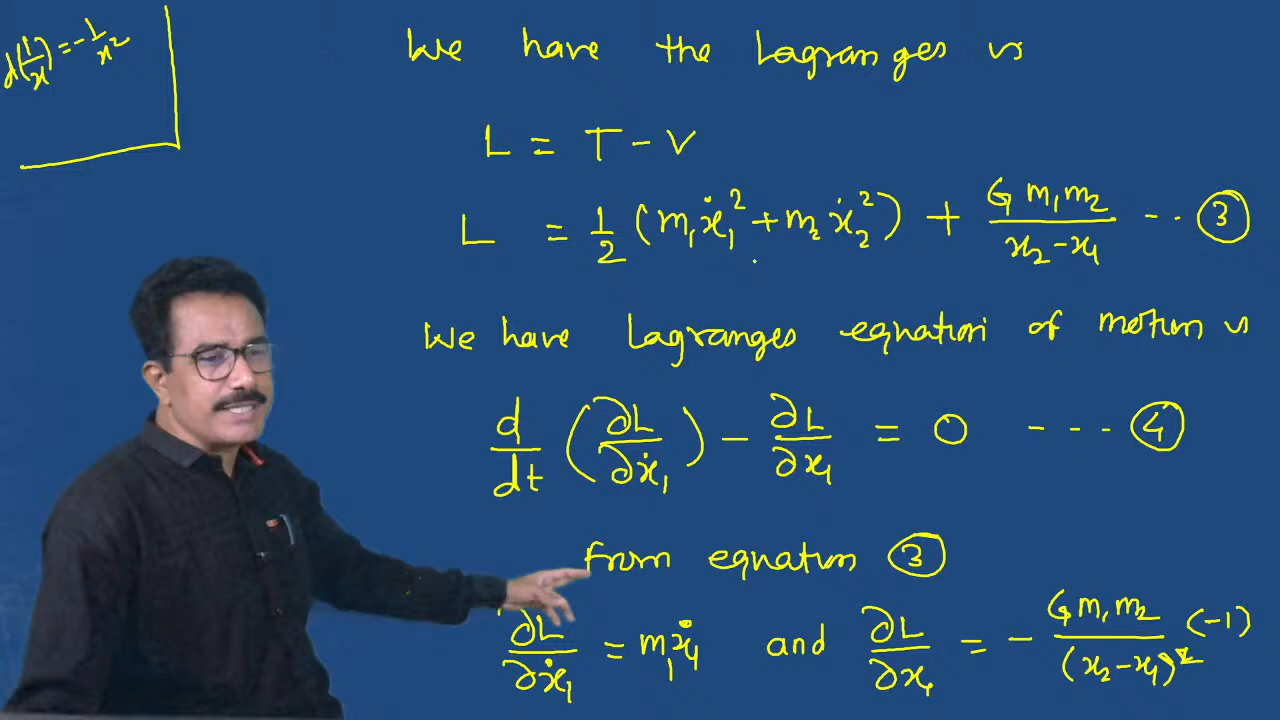 d(1/x) = -1/x²
We have the Lagranges is
L = T - V
L = 1/2 (m₁ẋ₁² + m₂ẋ₂²) + G m₁m₂/(x₂-x₁) -- ③
We have Lagranges equation of motion is
d/dt (∂L/∂ẋ₁) - ∂L/∂x₁ = 0 ---- ④
from equation ③
∂L/∂ẋ₁ = m₁ẋ₁ and ∂L/∂x₁ = - G m₁m₂/(x₂-x₁)² (-1)